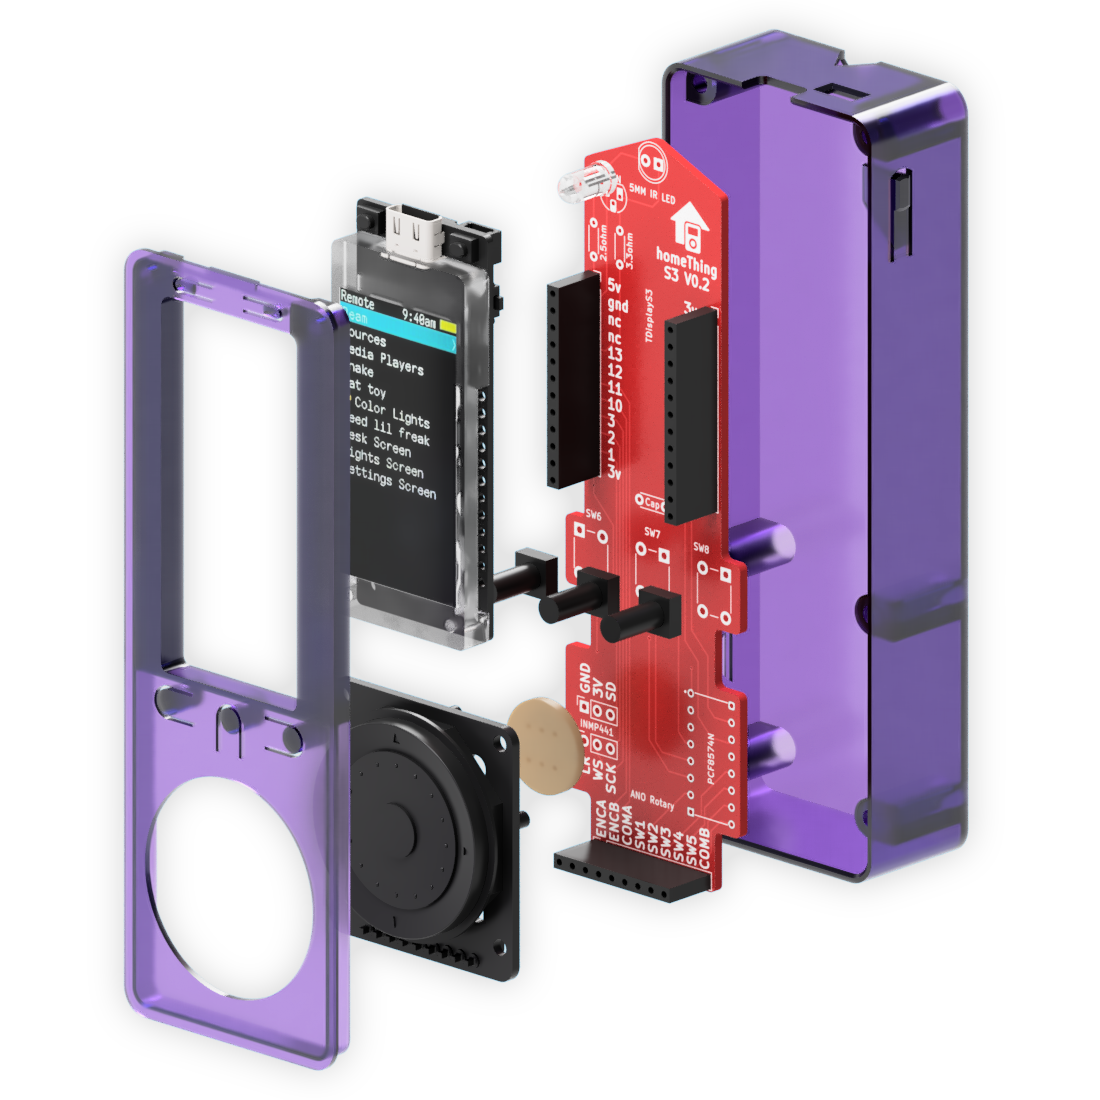 Remote 9:40am
eam
ources
edia Players
nake
at toy
Color Lights
eed lil freak
esk Screen
ights Screen
ettings Screen
5MM IR LED
2.5ohm
3.3ohm
homeThing
S3 V0.2
TDisplayS3
5v
gnd
nc
nc
13
12
11
10
3
2
1
3v
3v
Cap
SW6
SW7
SW8
GND
3V
SD
INMP441
LR
WS
SCK
PCF8574N
ANO Rotary
ENCA
ENCB
COMA
SW1
SW2
SW3
SW4
SW5
COMB